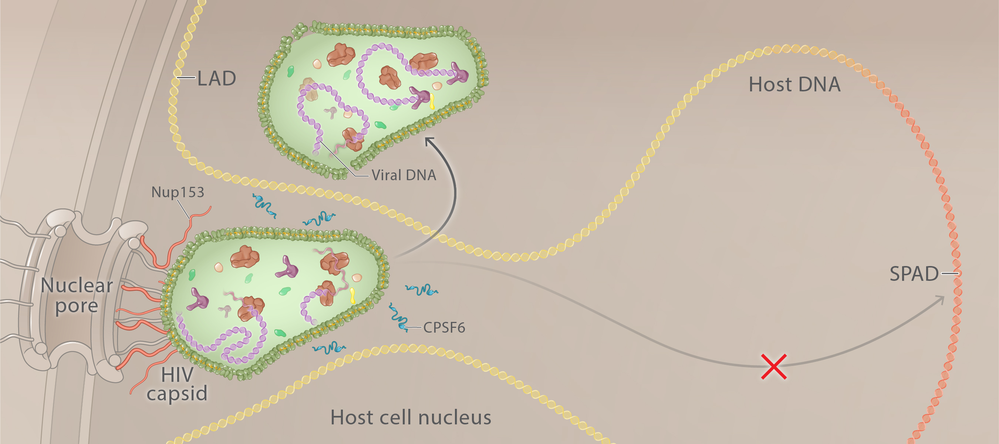 LAD
Host DNA
Viral DNA
Nup153
Nuclear
pore
SPAD
CPSF6
HIV
capsid
Host cell nucleus